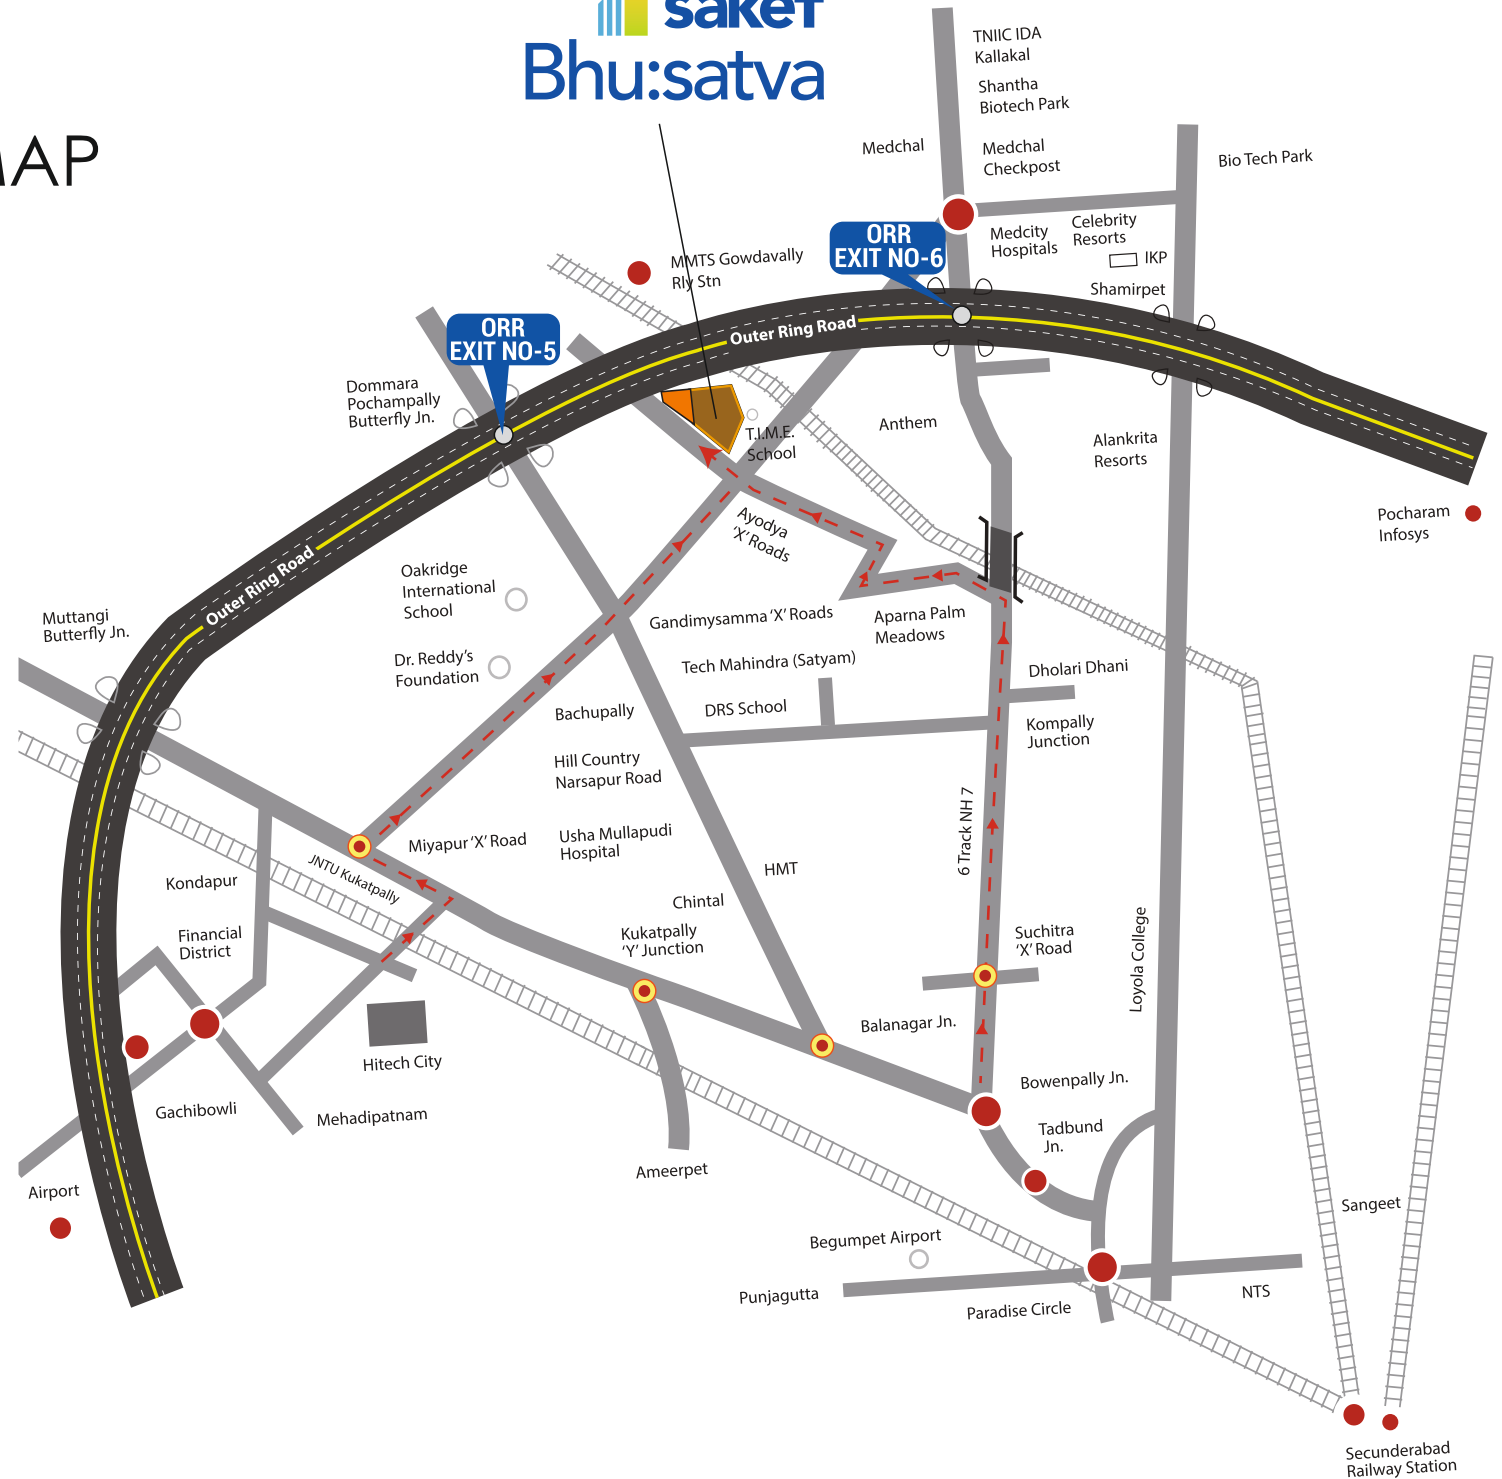 saket
Bhu:satva
MAP
TNIIC IDA
Kallakal
Shantha
Biotech Park
Medchal
Medchal
Checkpost
Bio Tech Park
ORR
EXIT NO-6
Medcity
Hospitals
Celebrity
Resorts
IKP
Shamirpet
MMTS Gowdavally
Rly Stn
ORR
EXIT NO-5
Outer Ring Road
Dommara
Pochampally
Butterfly Jn.
T.I.M.E.
School
Anthem
Alankrita
Resorts
Pocharam
Infosys
Ayodya
'X' Roads
Outer Ring Road
Oakridge
International
School
Muttangi
Butterfly Jn.
Gandimysamma 'X' Roads
Aparna Palm
Meadows
Dr. Reddy's
Foundation
Tech Mahindra (Satyam)
Dholari Dhani
DRS School
Bachupally
Kompally
Junction
Hill Country
Narsapur Road
6 Track NH 7
Miyapur 'X' Road
Usha Mullapudi
Hospital
JNTU Kukatpally
HMT
Kondapur
Chintal
Kukatpally
'Y' Junction
Financial
District
Suchitra
'X' Road
Loyola College
Balanagar Jn.
Hitech City
Bowenpally Jn.
Gachibowli
Mehadipatnam
Tadbund
Jn.
Ameerpet
Airport
Sangeet
Begumpet Airport
Punjagutta
Paradise Circle
NTS
Secunderabad
Railway Station